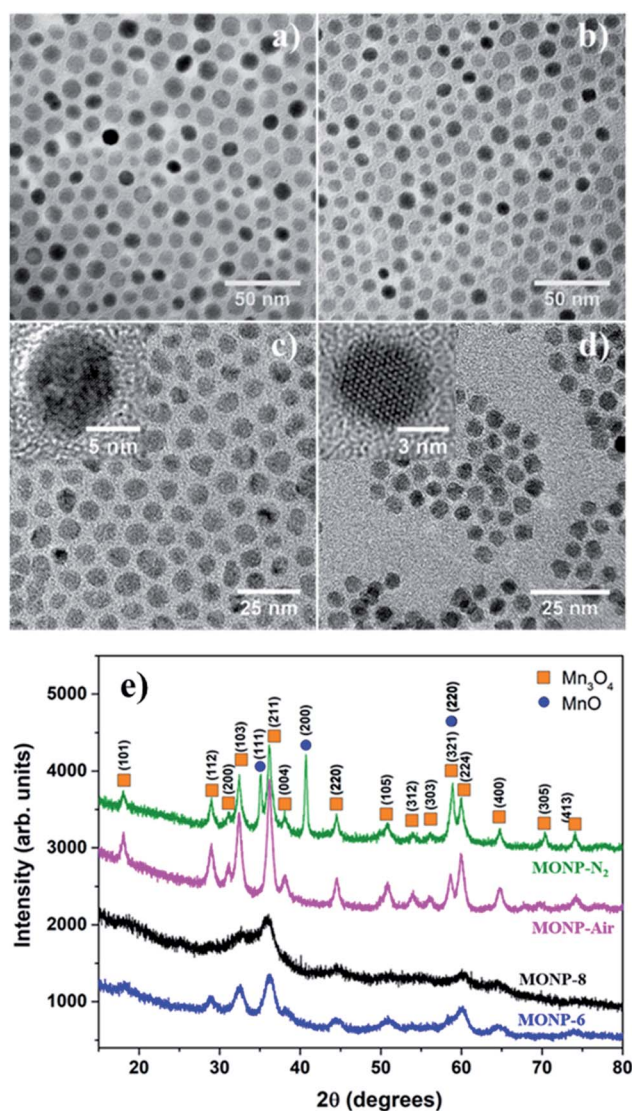 a)
b)
50 nm
50 nm
c)
5 nm
25 nm
d)
3 nm
25 nm
e)
Mn₃O₄
MnO
(101)
(112)
(200)
(103)
(111)
(211)
(004)
(200)
(220)
(105)
(312)
(303)
(220)
(321)
(224)
(400)
(305)
(413)
MONP-N₂
MONP-Air
MONP-8
MONP-6
5000
4000
3000
2000
1000
Intensity (arb. units)
20 30 40 50 60 70 80
2θ (degrees)